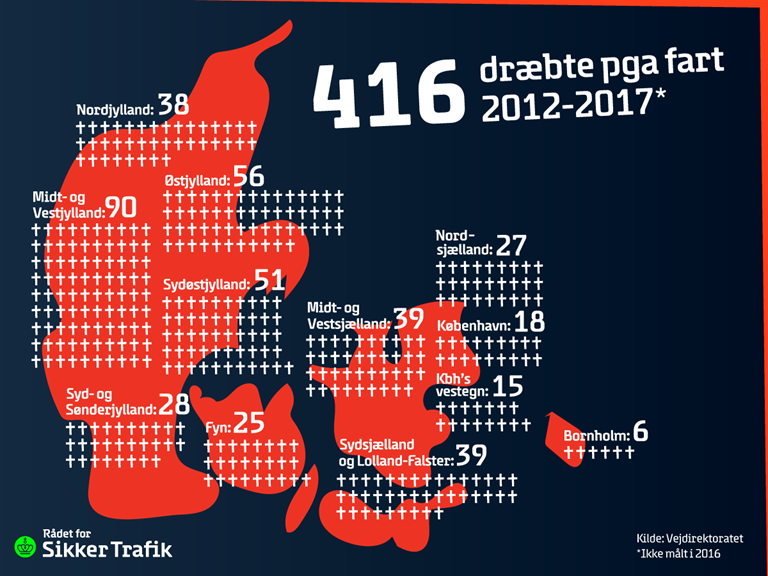 416 dræbte pga fart
2012-2017*
Nordjylland: 38
Østjylland: 56
Midt- og
Vestjylland: 90
Sydøstjylland: 51
Nord-
sjælland: 27
Midt- og
Vestsjælland: 39
København: 18
Kbh's
vestegn: 15
Syd- og
Sønderjylland: 28
Fyn: 25
Sydsjælland
og Lolland-Falster: 39
Bornholm: 6
Rådet for
Sikker Trafik
Kilde: Vejdirektoratet
*Ikke målt i 2016